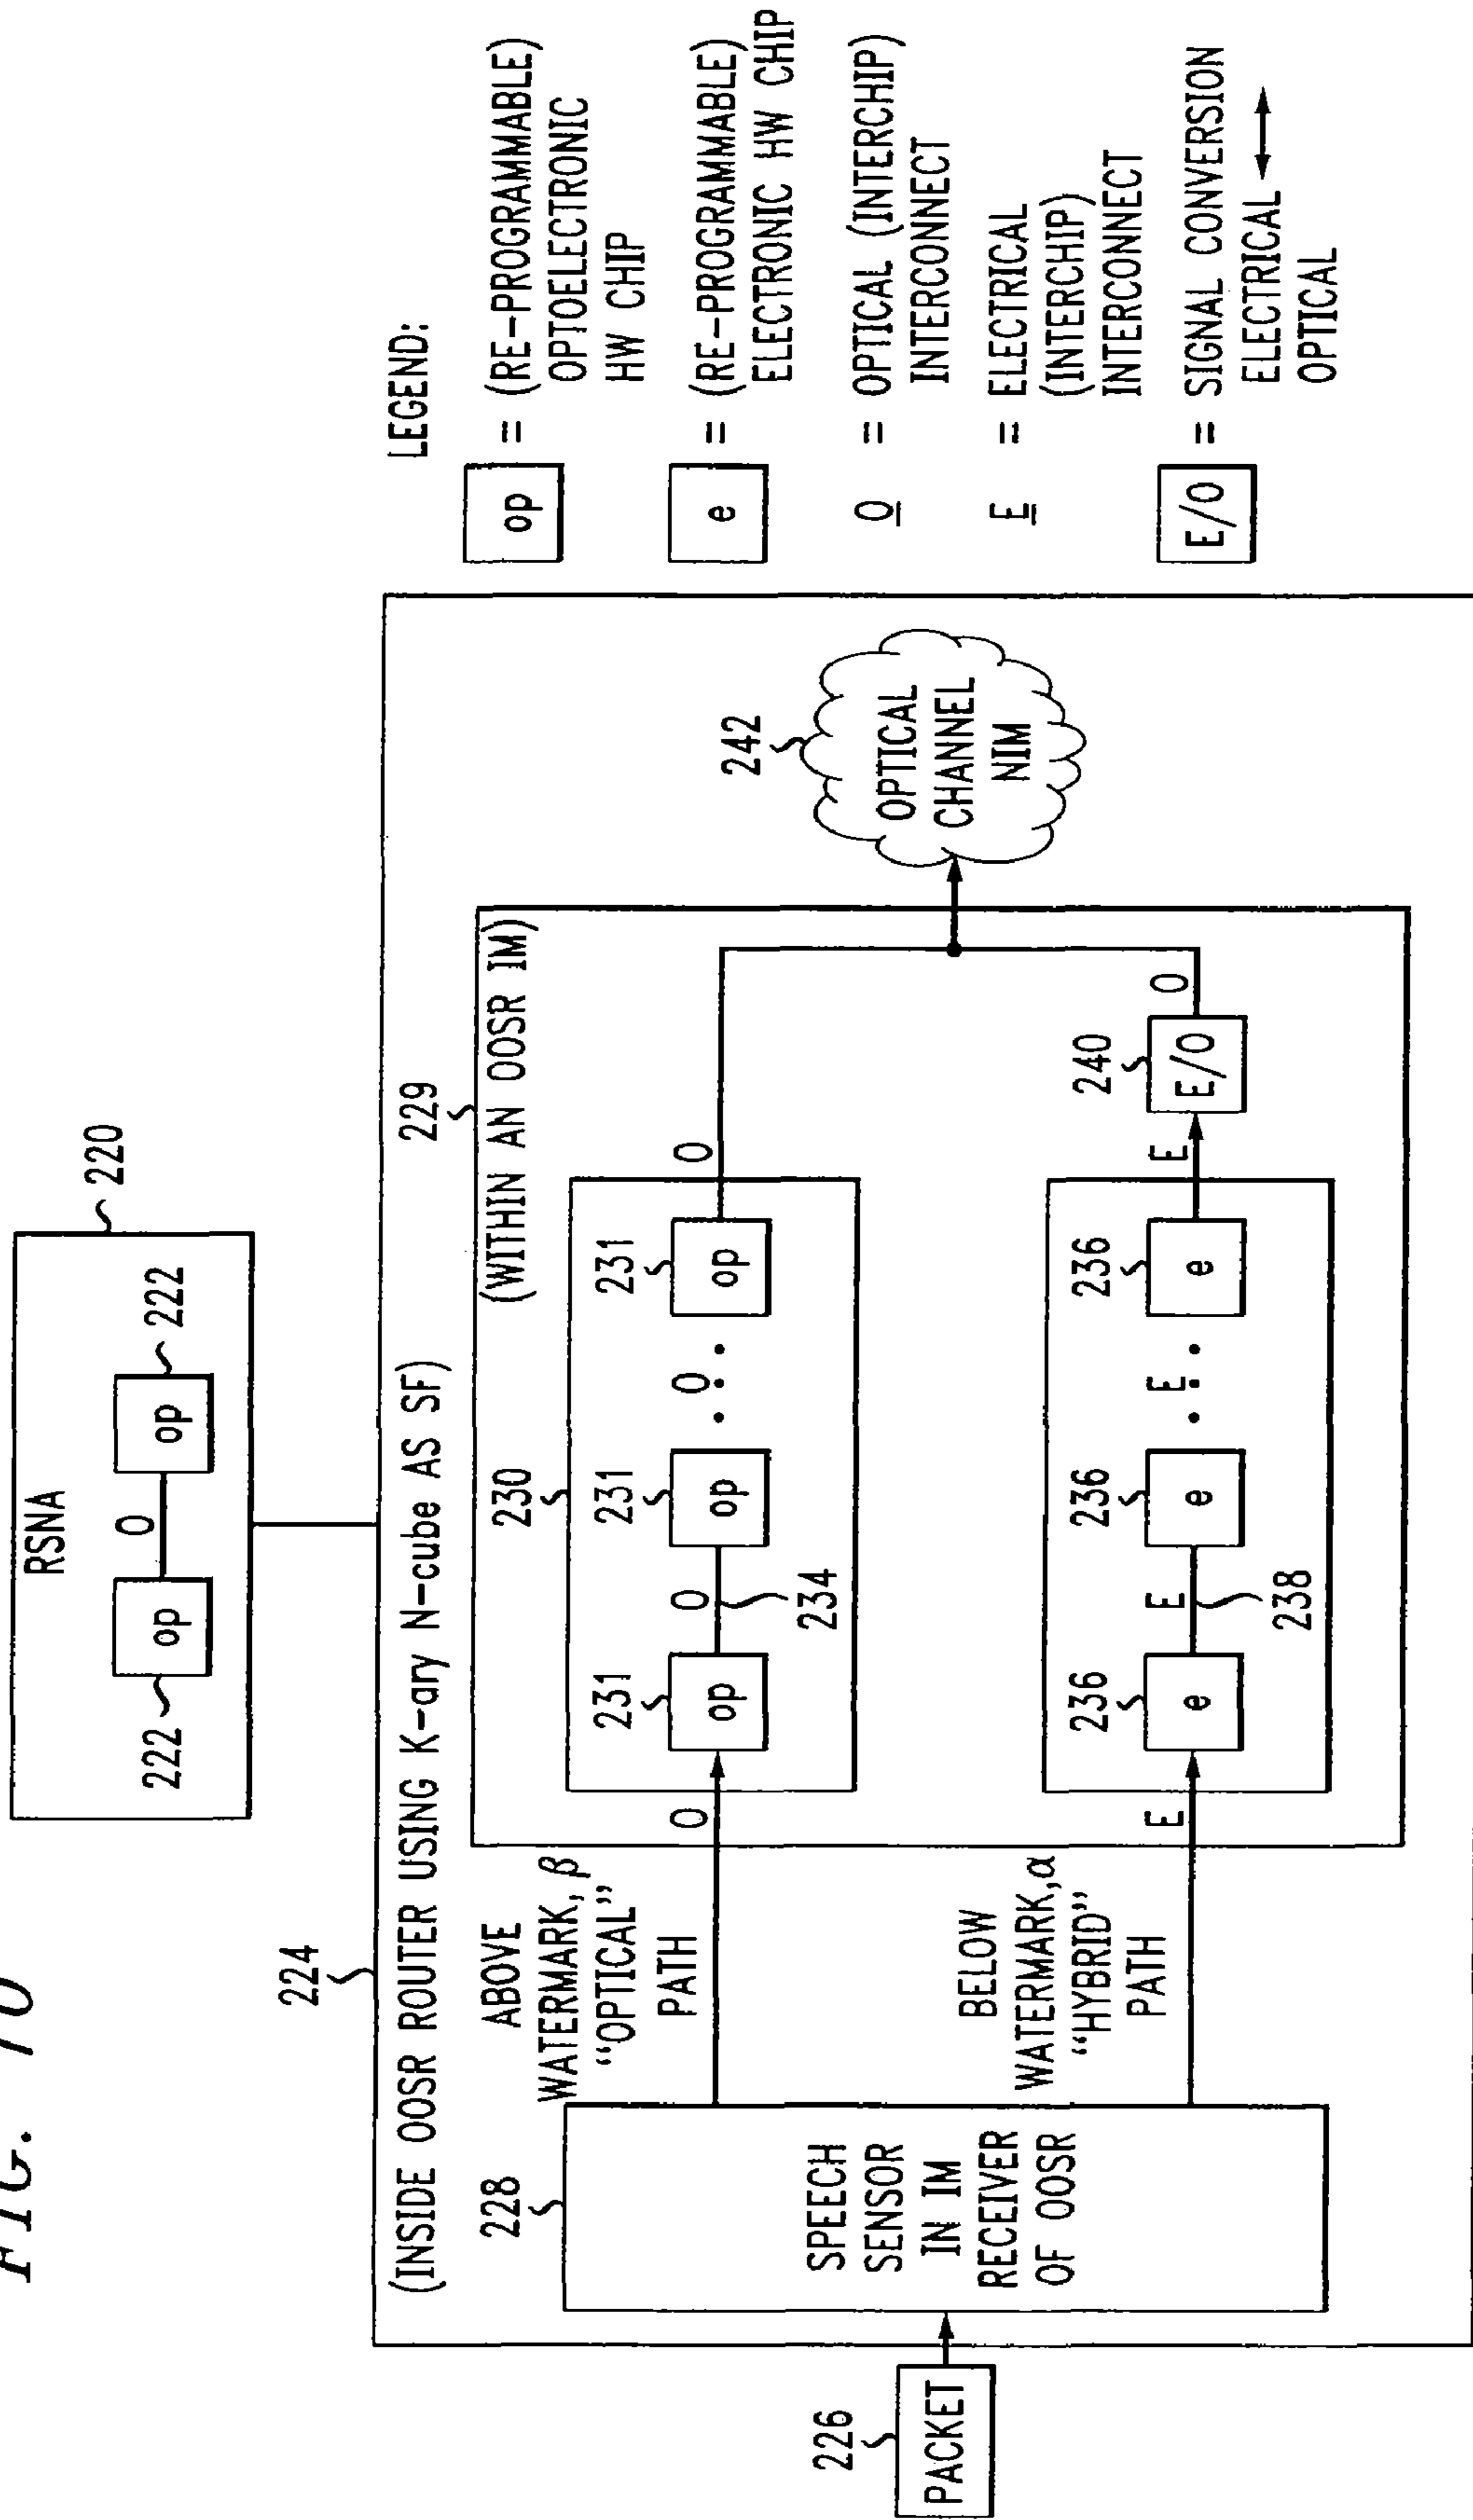 FIG. 10
RSNA
220
222
op
O
op
222
224
(INSIDE OOSR ROUTER USING K-ary N-cube AS SF)
229
(WITHIN AN OOSR IM)
226
PACKET
228
SPEECH
SENSOR
IN IM
RECEIVER
OF OOSR
ABOVE
WATERMARK, β
"OPTICAL"
PATH
O
230
231
op
O
234
231
op
O
231
op
O
BELOW
WATERMARK,α
"HYBRID"
PATH
E
236
e
E
238
236
e
E
236
e
E
240
E/O
O
242
OPTICAL
CHANNEL
NIM
LEGEND:
op = (RE-PROGRAMMABLE)
OPTOELECTRONIC
HW CHIP
e = (RE-PROGRAMMABLE)
ELECTRONIC HW CHIP
O = OPTICAL (INTERCHIP)
INTERCONNECT
E = ELECTRICAL
(INTERCHIP)
INTERCONNECT
E/O = SIGNAL CONVERSION
ELECTRICAL ↔
OPTICAL